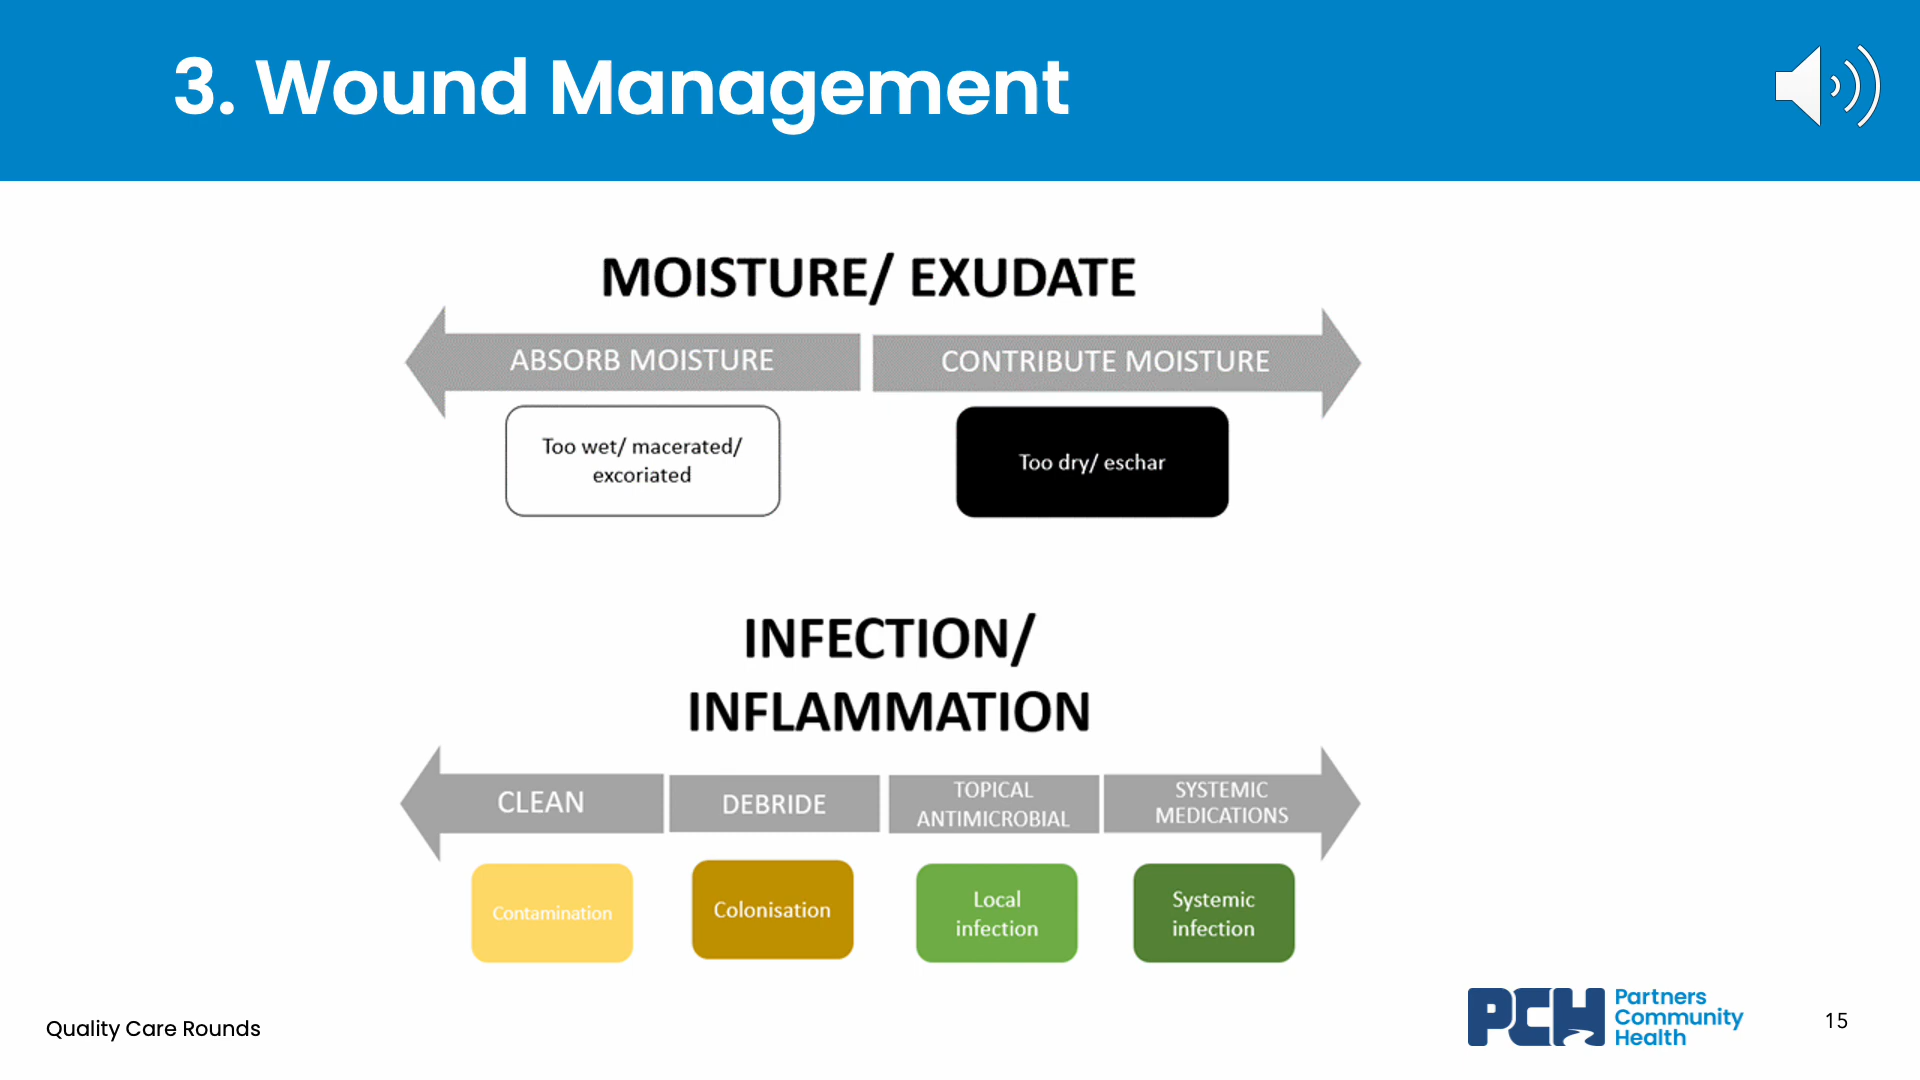 3. Wound Management
MOISTURE/ EXUDATE
ABSORB MOISTURE
CONTRIBUTE MOISTURE
Too wet/ macerated/
excoriated
Too dry/ eschar
INFECTION/
INFLAMMATION
CLEAN
DEBRIDE
TOPICAL
ANTIMICROBIAL
SYSTEMIC
MEDICATIONS
Contamination
Colonisation
Local
infection
Systemic
infection
Quality Care Rounds
PCH
Partners
Community
Health
15